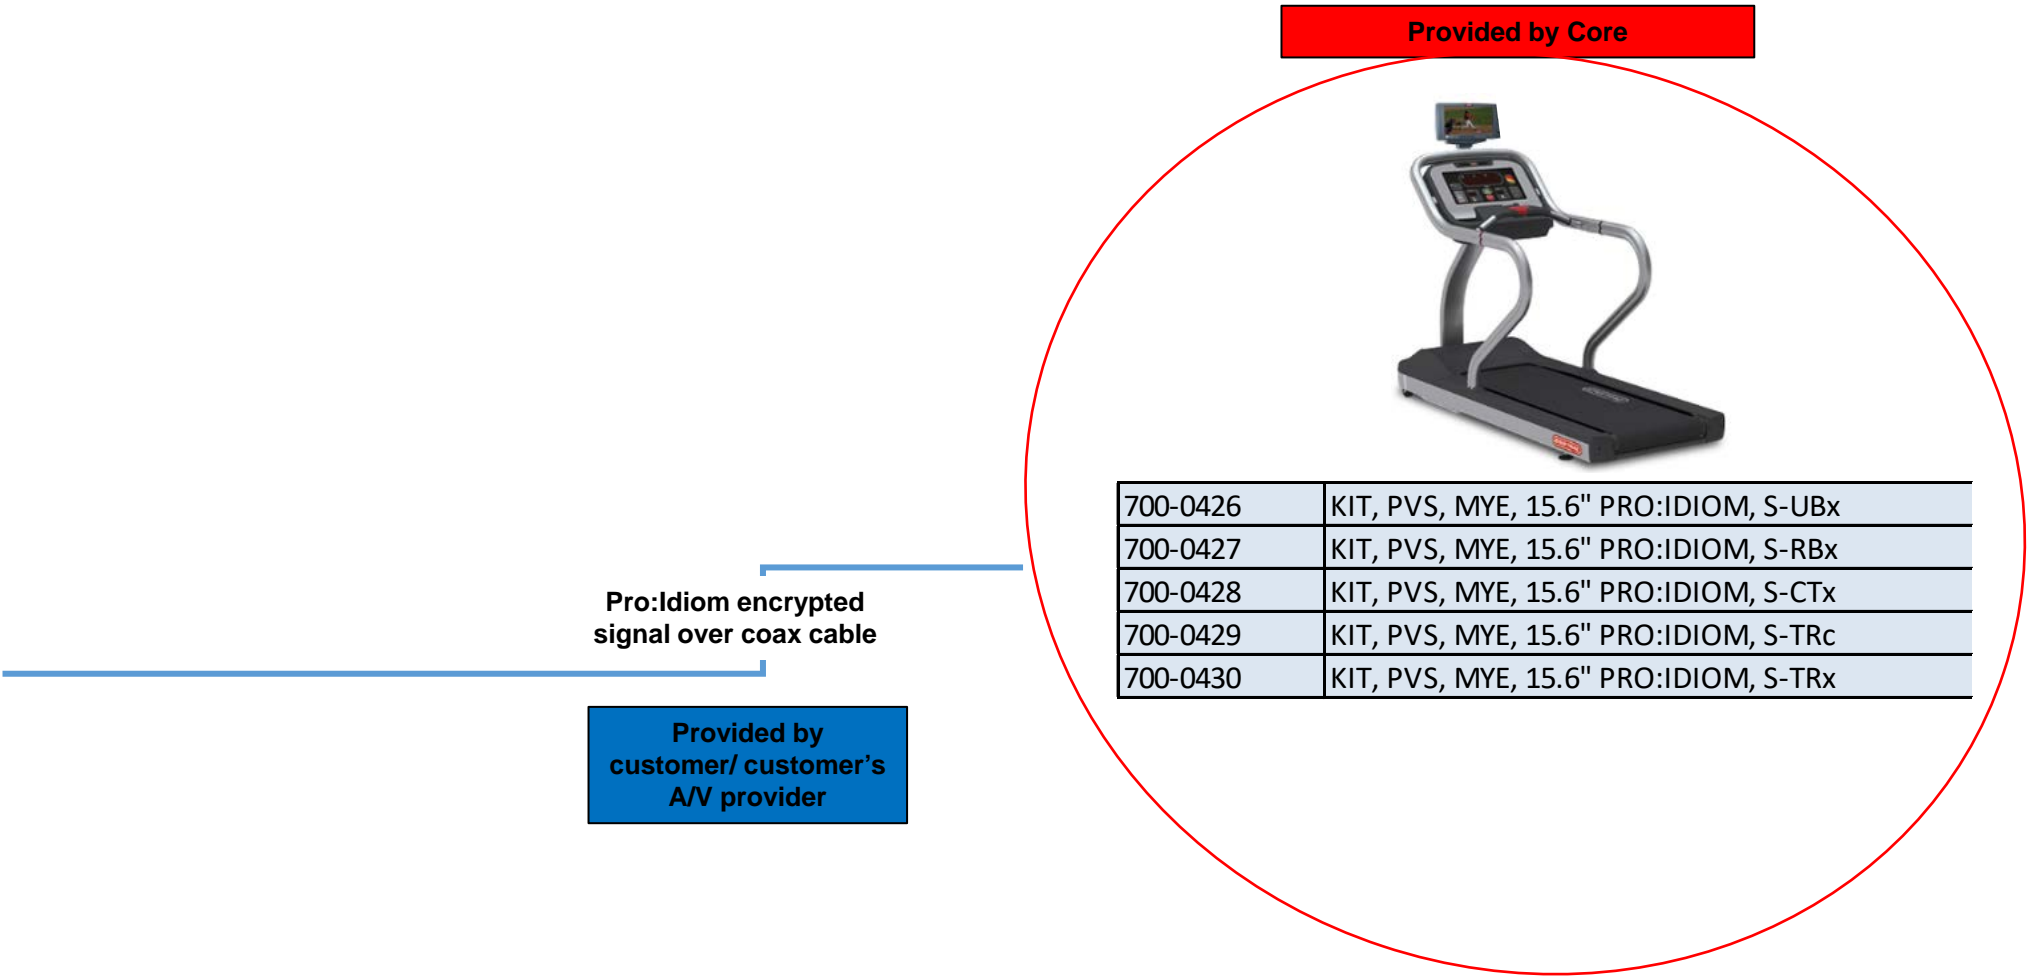 Provided by Core
700-0426 KIT, PVS, MYE, 15.6" PRO:IDIOM, S-UBx
700-0427 KIT, PVS, MYE, 15.6" PRO:IDIOM, S-RBx
700-0428 KIT, PVS, MYE, 15.6" PRO:IDIOM, S-CTx
700-0429 KIT, PVS, MYE, 15.6" PRO:IDIOM, S-TRc
700-0430 KIT, PVS, MYE, 15.6" PRO:IDIOM, S-TRx
Pro:Idiom encrypted
signal over coax cable
Provided by
customer/ customer’s
A/V provider